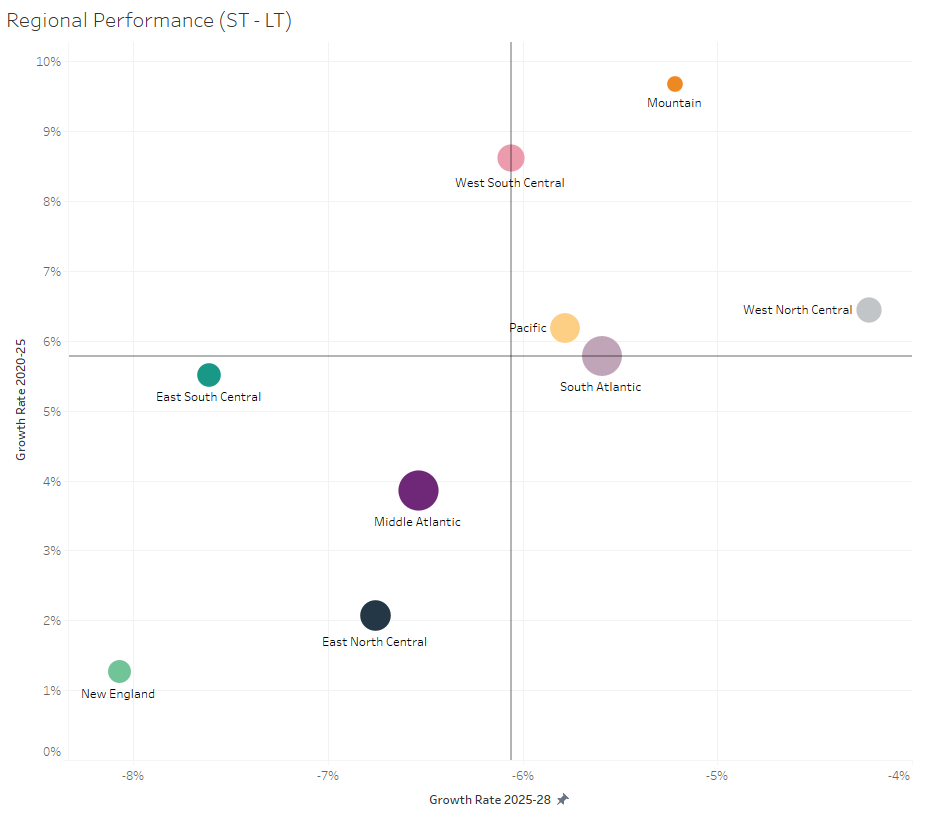 Regional Performance (ST - LT)
10%
Mountain
9%
West South Central
8%
7%
West North Central
Pacific
6%
South Atlantic
East South Central
5%
Growth Rate 2020-25
4%
Middle Atlantic
3%
2%
East North Central
1%
New England
0%
-8%
-7%
-6%
-5%
-4%
Growth Rate 2025-28